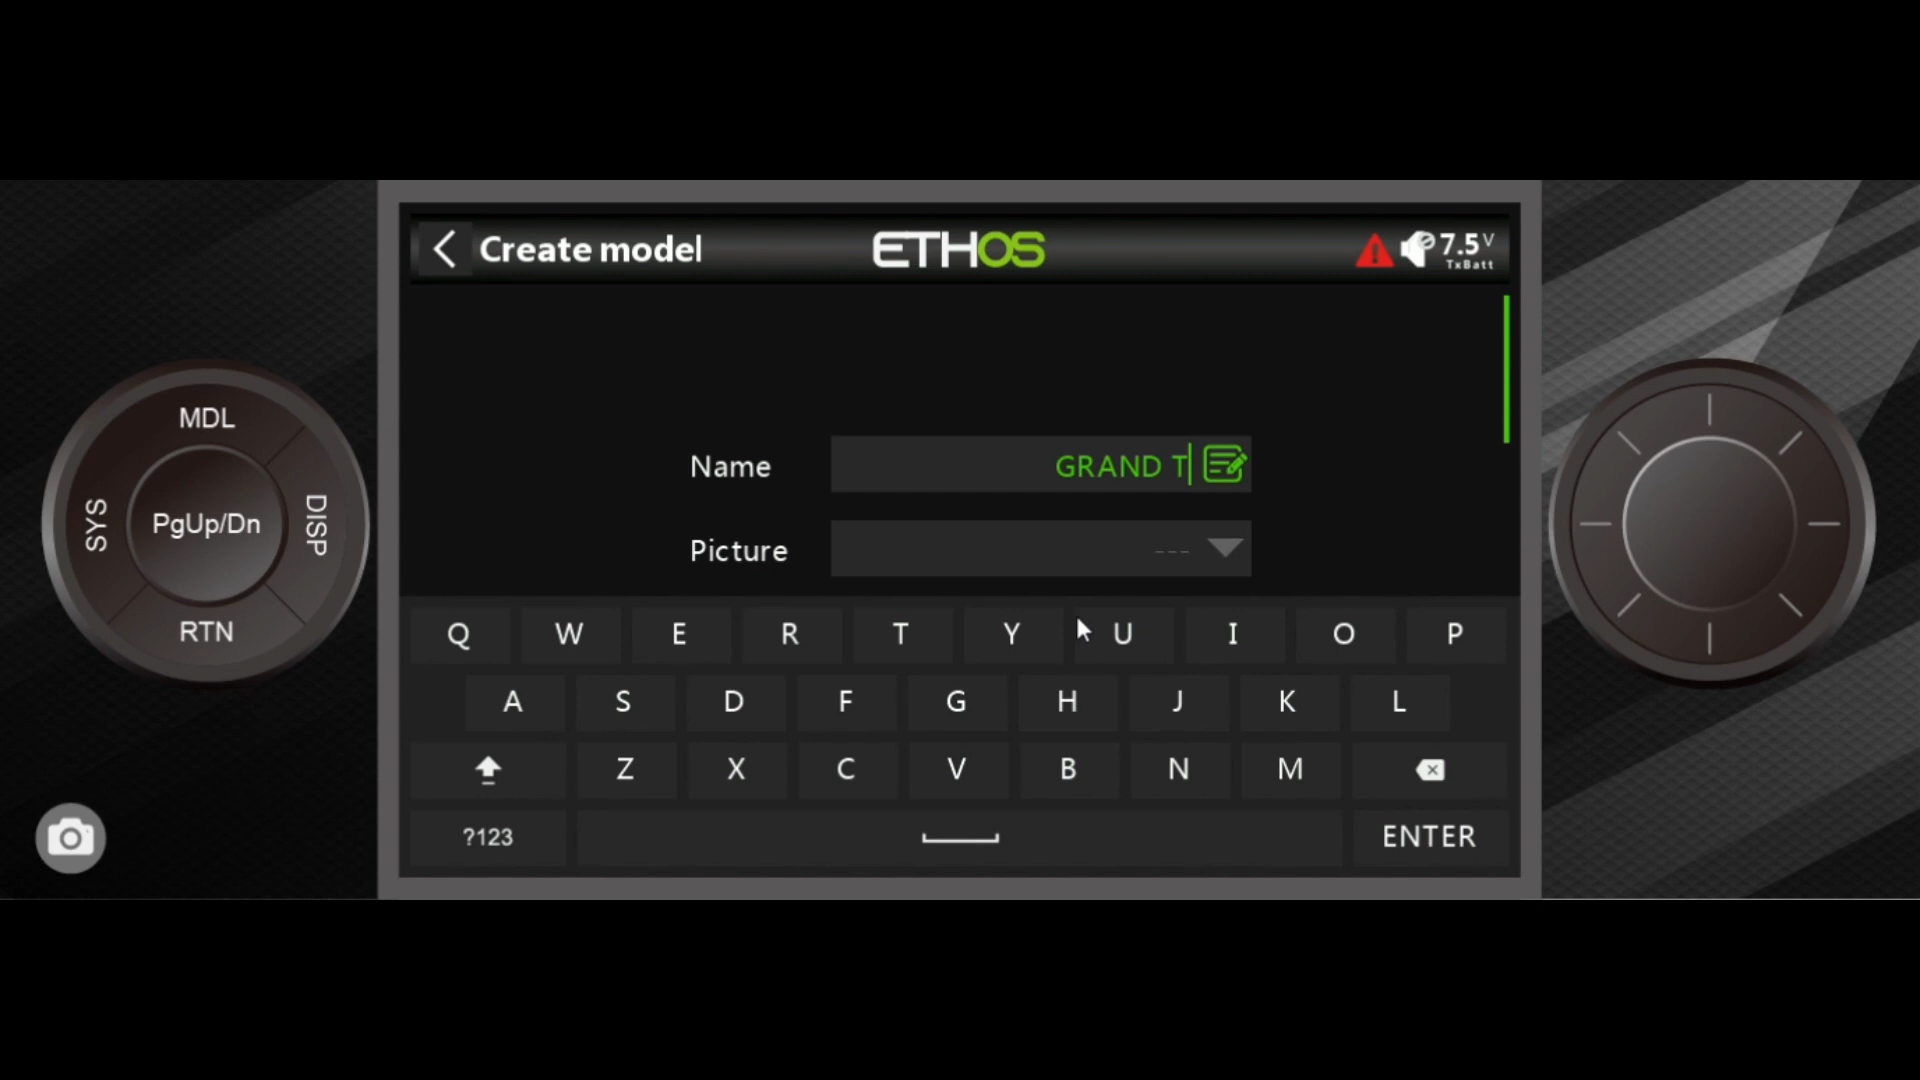 Create model
ETHOS
7.5V
TxBatt
MDL
SYS
PgUp/Dn
DISP
RTN
Name
GRAND T
Picture
---
Q W E R T Y U I O P
A S D F G H J K L
Z X C V B N M
?123
ENTER